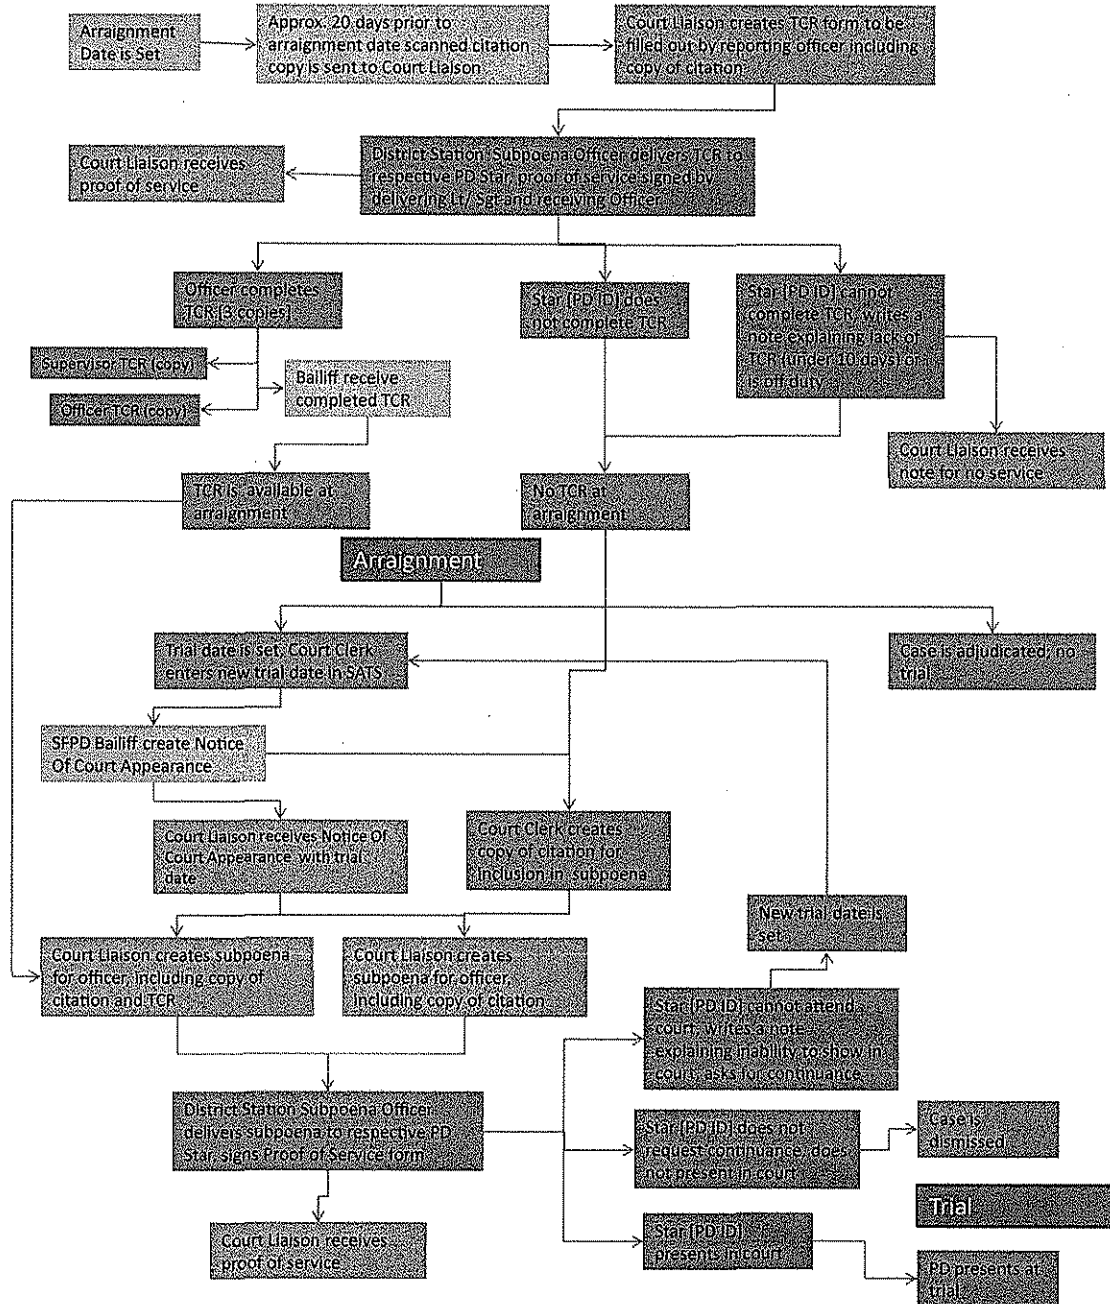 Arraignment
Date is Set
Approx. 20 days prior to
arraignment date scanned citation
copy is sent to Court Liaison
Court Liaison creates TCR form to be
filled out by reporting officer including
copy of citation
Court Liaison receives
proof of service
District Station Subpoena Officer delivers TCR to
respective PD Star, proof of service signed by
delivering Lt/ Sgt and receiving Officer
Officer completes
TCR (3 copies)
Star [PD ID] does
not complete TCR
Star [PD ID] cannot
complete TCR, writes a
note explaining lack of
TCR (under 10 days) or
is off duty
Supervisor TCR (copy)
Officer TCR (copy)
Bailiff receive
completed TCR
Court Liaison receives
note for no service
TCR is available at
arraignment
No TCR at
arraignment
Arraignment
Trial date is set, Court Clerk
enters new trial date in SATS
Case is adjudicated, no
trial
SFPD Bailiff create Notice
Of Court Appearance
Court Liaison receives Notice Of
Court Appearance with trial
date
Court Clerk creates
copy of citation for
inclusion in subpoena
New trial date is
set
Court Liaison creates subpoena
for officer, including copy of
citation and TCR
Court Liaison creates
subpoena for officer,
including copy of citation
Star [PD ID] cannot attend
court, writes a note
explaining inability to show in
court, asks for continuance
District Station Subpoena Officer
delivers subpoena to respective PD
Star, signs Proof of Service form
Star [PD ID] does not
request continuance, does
not present in court
Case is
dismissed
Trial
Court Liaison receives
proof of service
Star [PD ID]
presents in court
PD presents at
trial